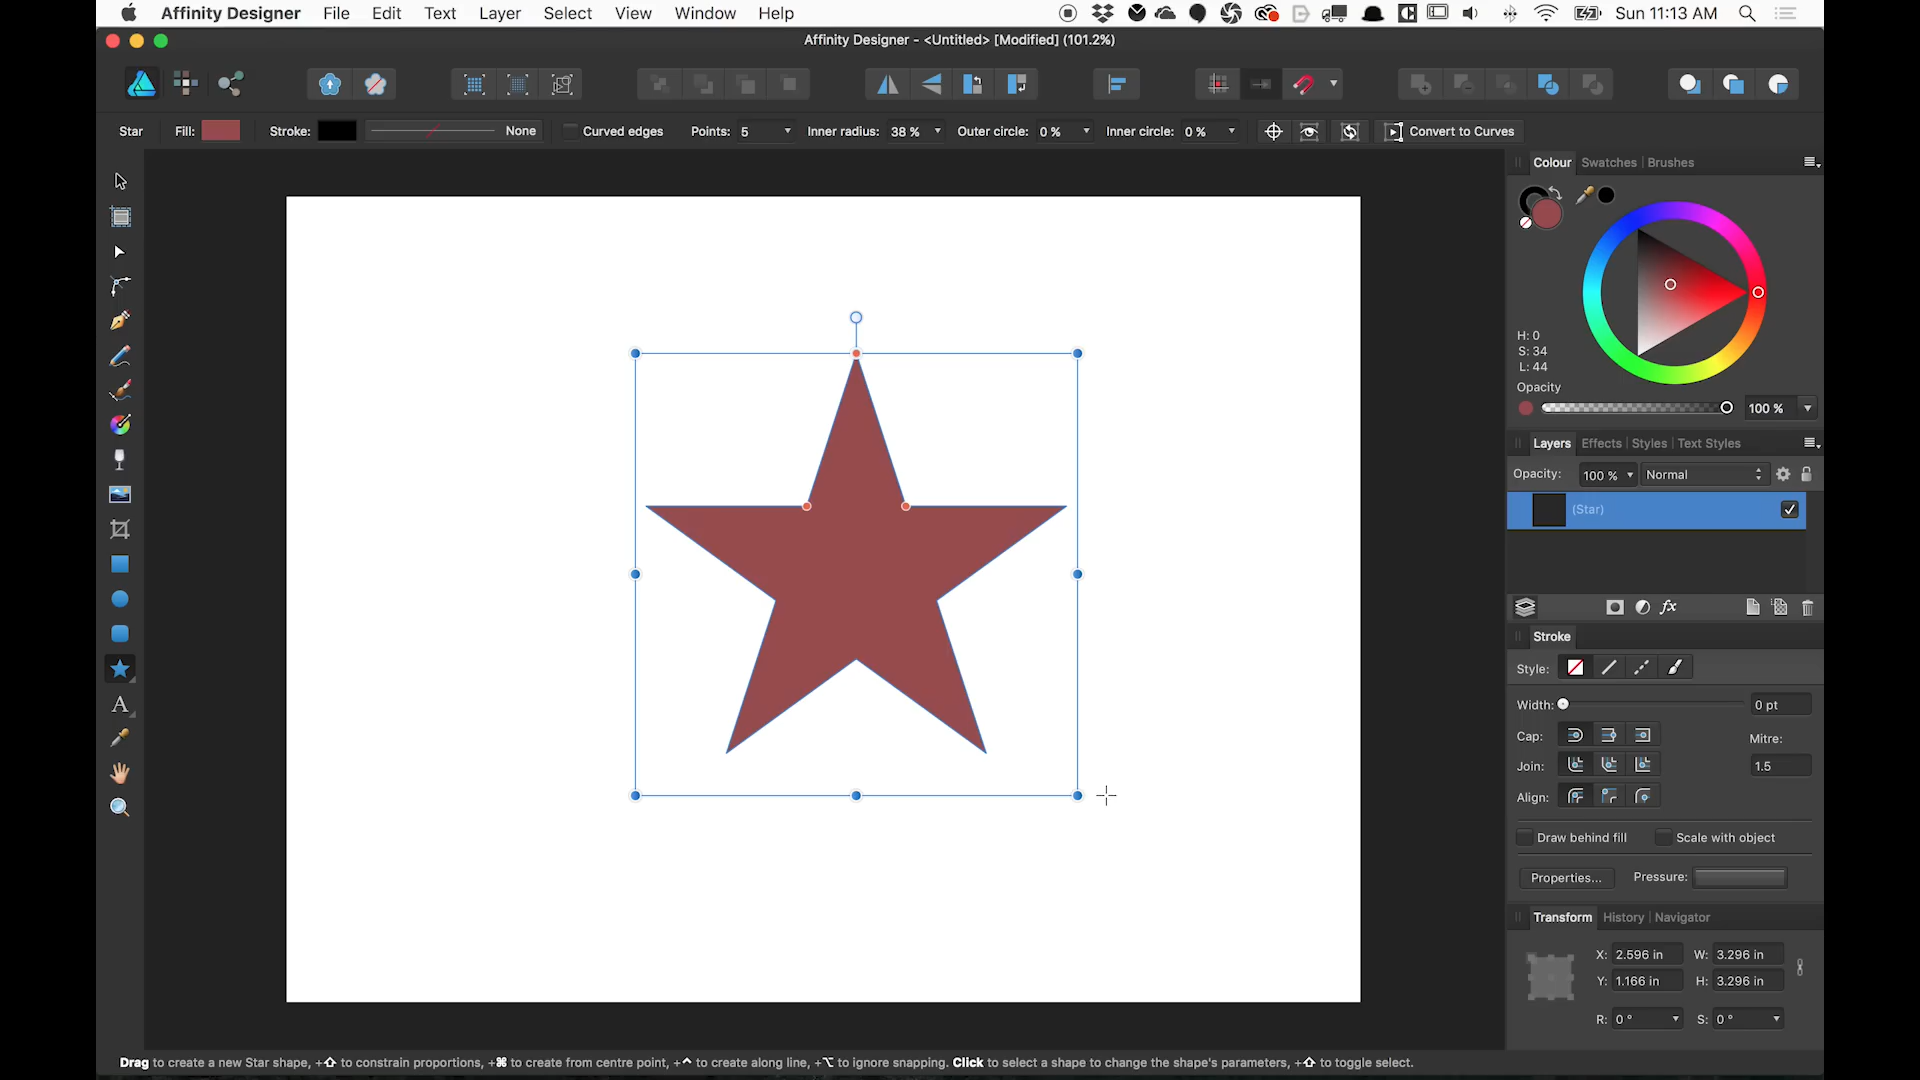 Affinity Designer File Edit Text Layer Select View Window Help Sun 11:13 AM
Affinity Designer - <Untitled> [Modified] (101.2%)
Star Fill: Stroke: None Curved edges Points: 5 Inner radius: 38 % Outer circle: 0 % Inner circle: 0 % Convert to Curves
Colour Swatches Brushes
H: 0
S: 34
L: 44
Opacity
100 %
Layers Effects Styles Text Styles
Opacity: 100 % Normal
(Star)
fx
Stroke
Style:
Width: 0 pt
Cap: Mitre:
Join: 1.5
Align:
Draw behind fill Scale with object
Properties... Pressure:
Transform History Navigator
X: 2.596 in W: 3.296 in
Y: 1.166 in H: 3.296 in
R: 0 ° S: 0 °
A
Drag to create a new Star shape, +⇧ to constrain proportions, +⌘ to create from centre point, +⌃ to create along line, +⌥ to ignore snapping. Click to select a shape to change the shape's parameters, +⇧ to toggle select.